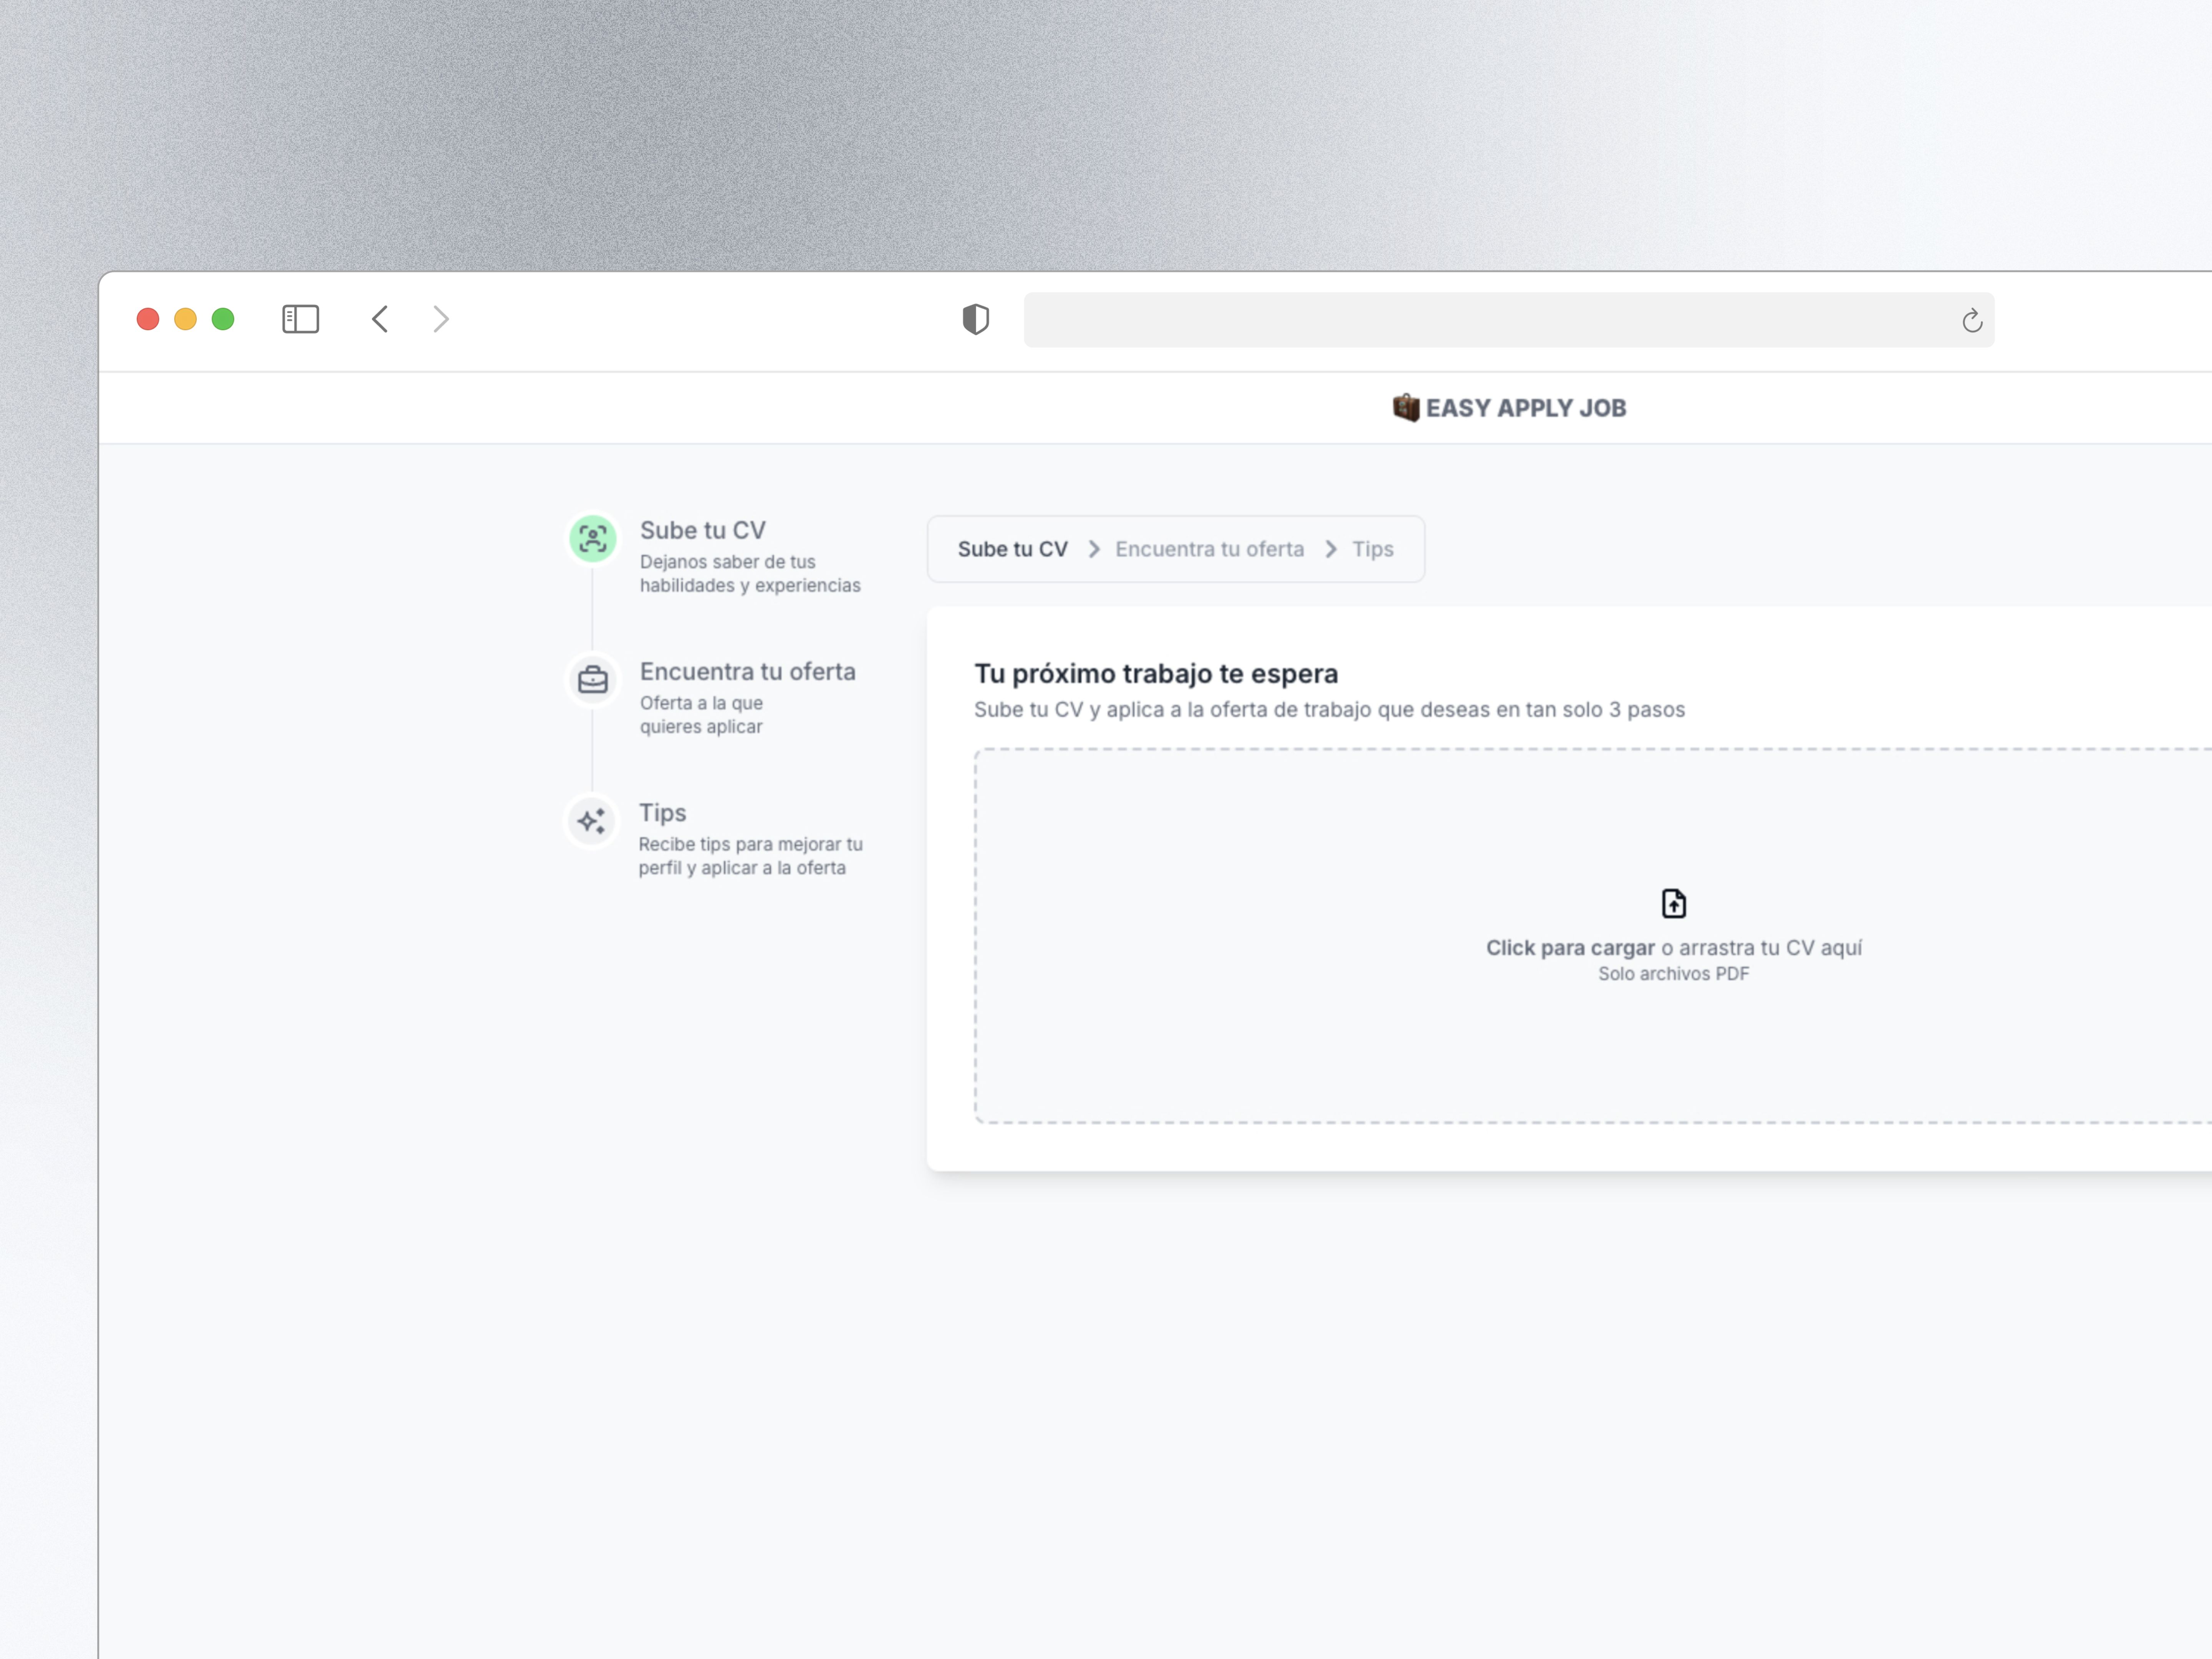 EASY APPLY JOB
Sube tu CV
Dejanos saber de tus
habilidades y experiencias
Encuentra tu oferta
Oferta a la que
quieres aplicar
Tips
Recibe tips para mejorar tu
perfil y aplicar a la oferta
Sube tu CV > Encuentra tu oferta > Tips
Tu próximo trabajo te espera
Sube tu CV y aplica a la oferta de trabajo que deseas en tan solo 3 pasos
Click para cargar o arrastra tu CV aquí
Solo archivos PDF